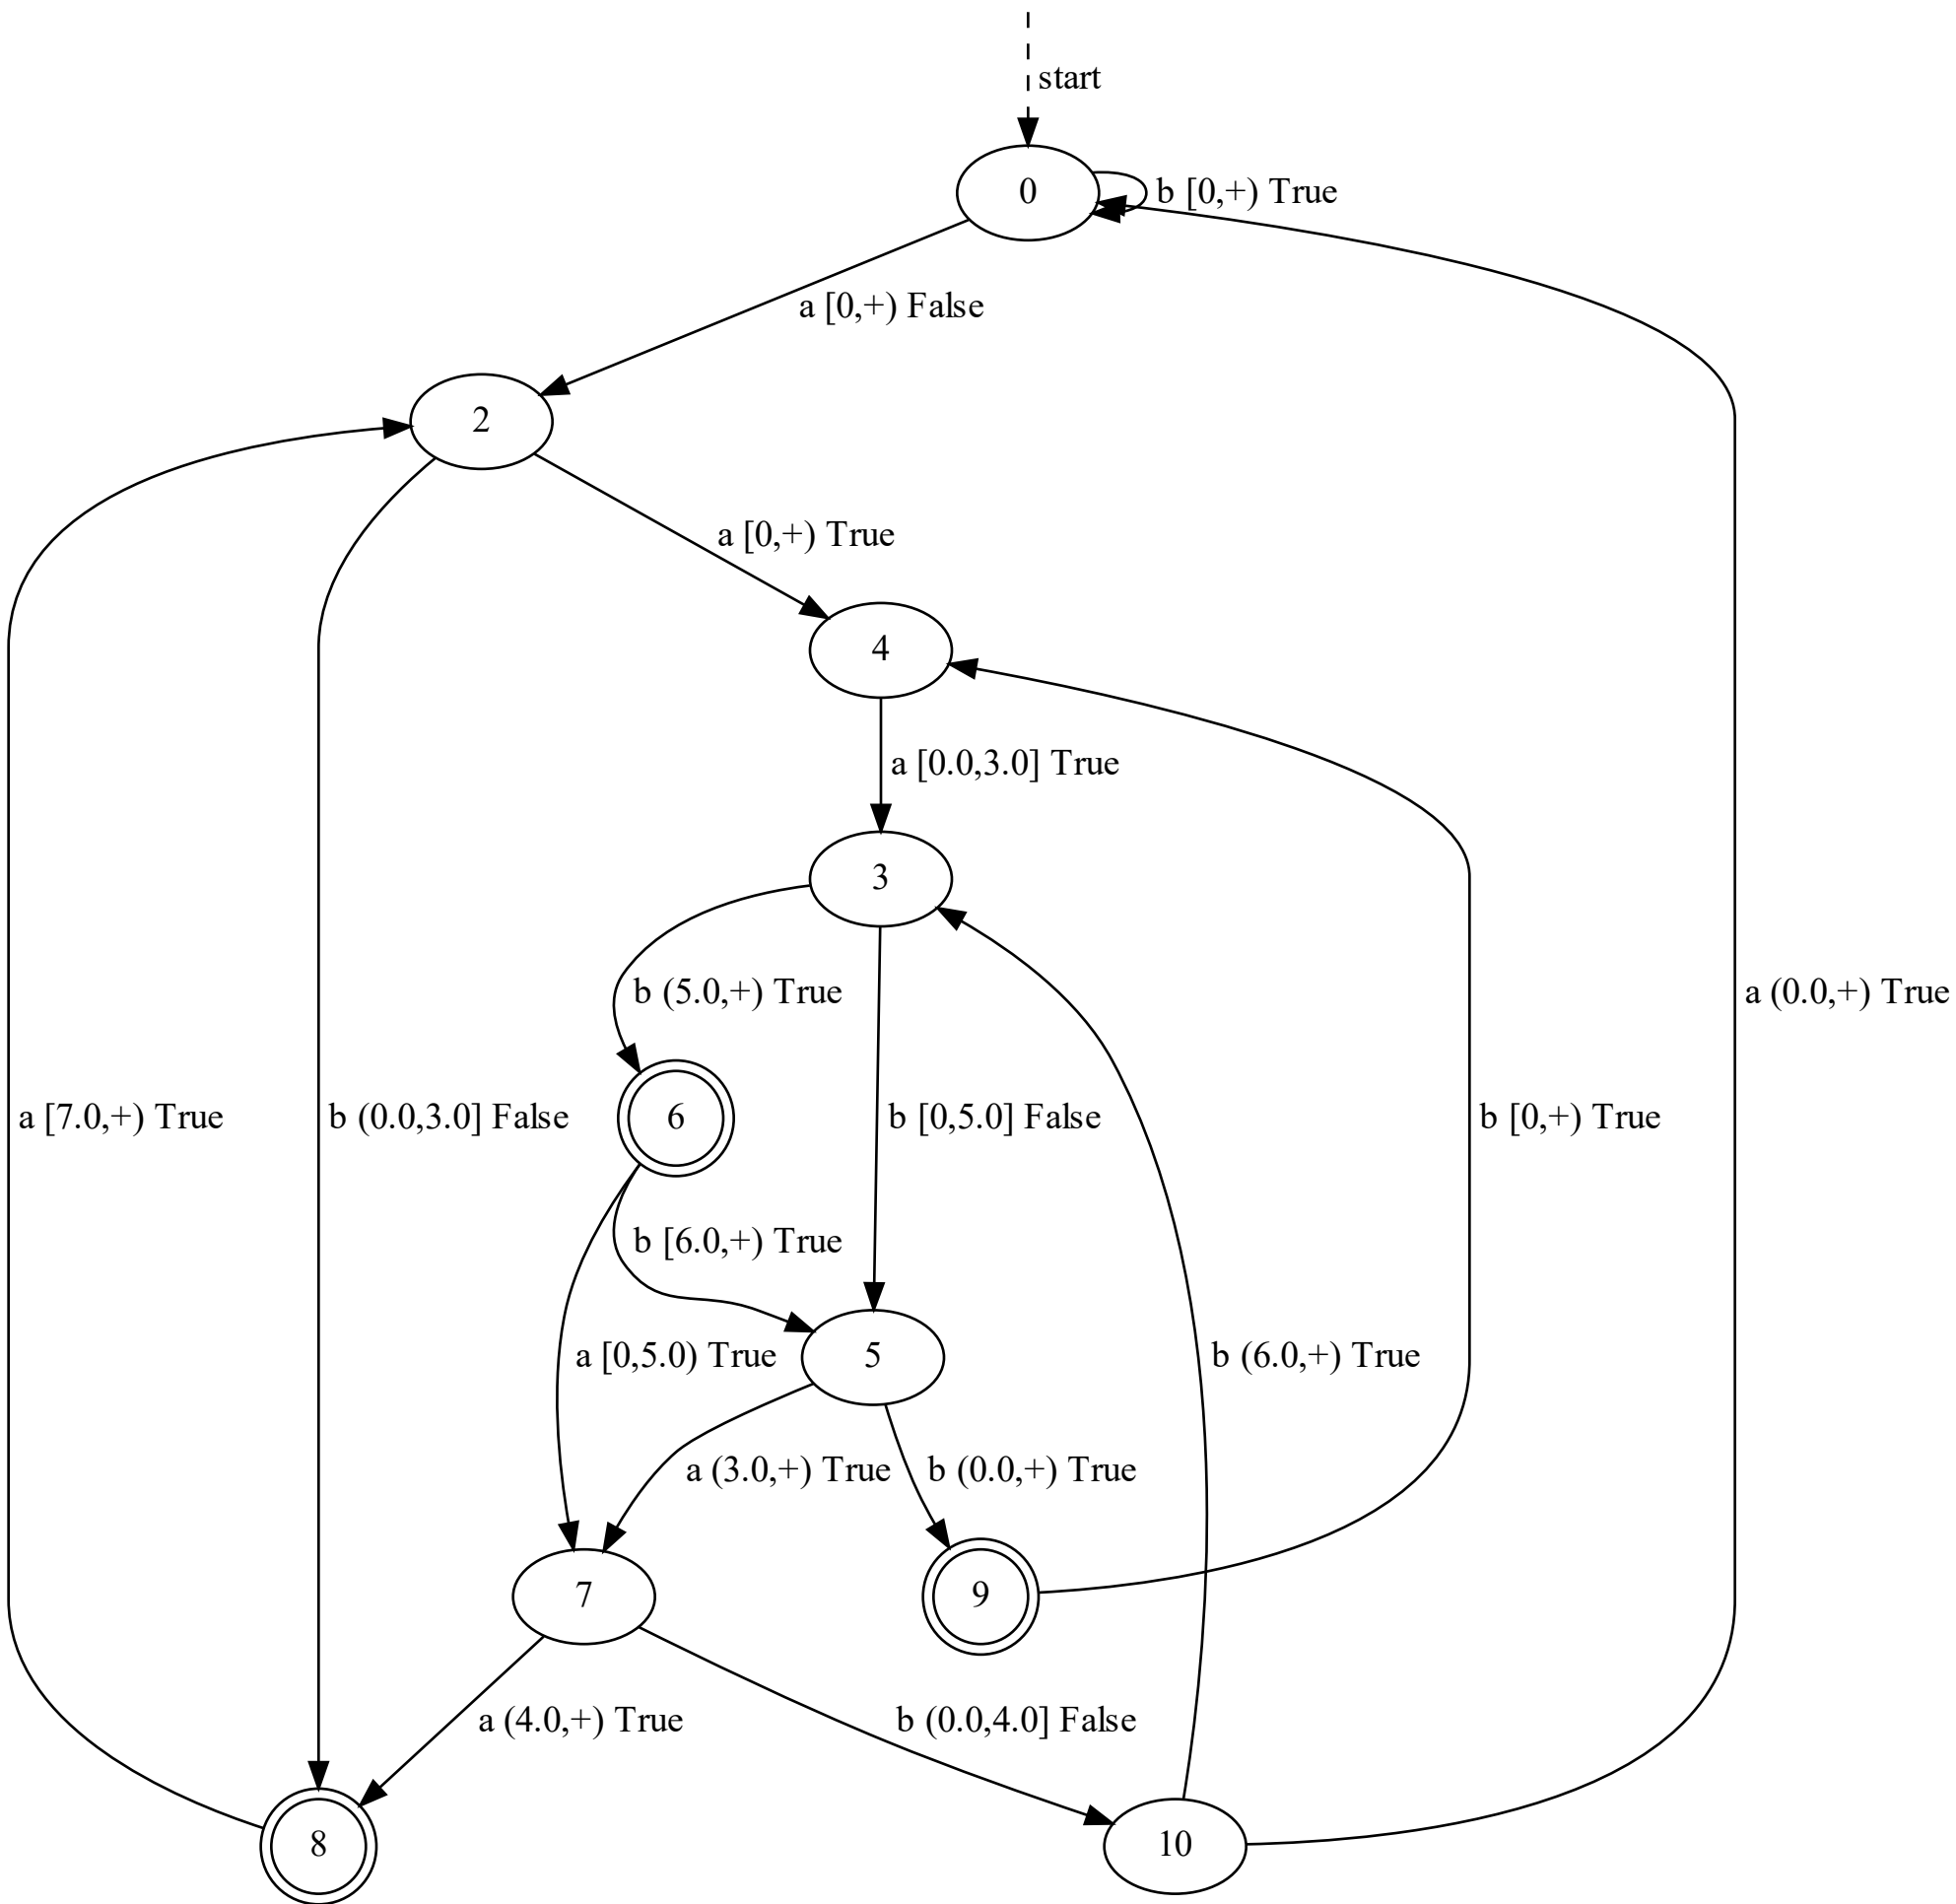 start
0
b [0,+) True
a [0,+) False
2
a [0,+) True
4
a [0.0,3.0] True
3
b (5.0,+) True
a (0.0,+) True
6
a [7.0,+) True
b (0.0,3.0] False
b [0,5.0] False
b [0,+) True
b [6.0,+) True
a [0,5.0) True
5
b (6.0,+) True
a (3.0,+) True
b (0.0,+) True
7
9
a (4.0,+) True
b (0.0,4.0] False
8
10